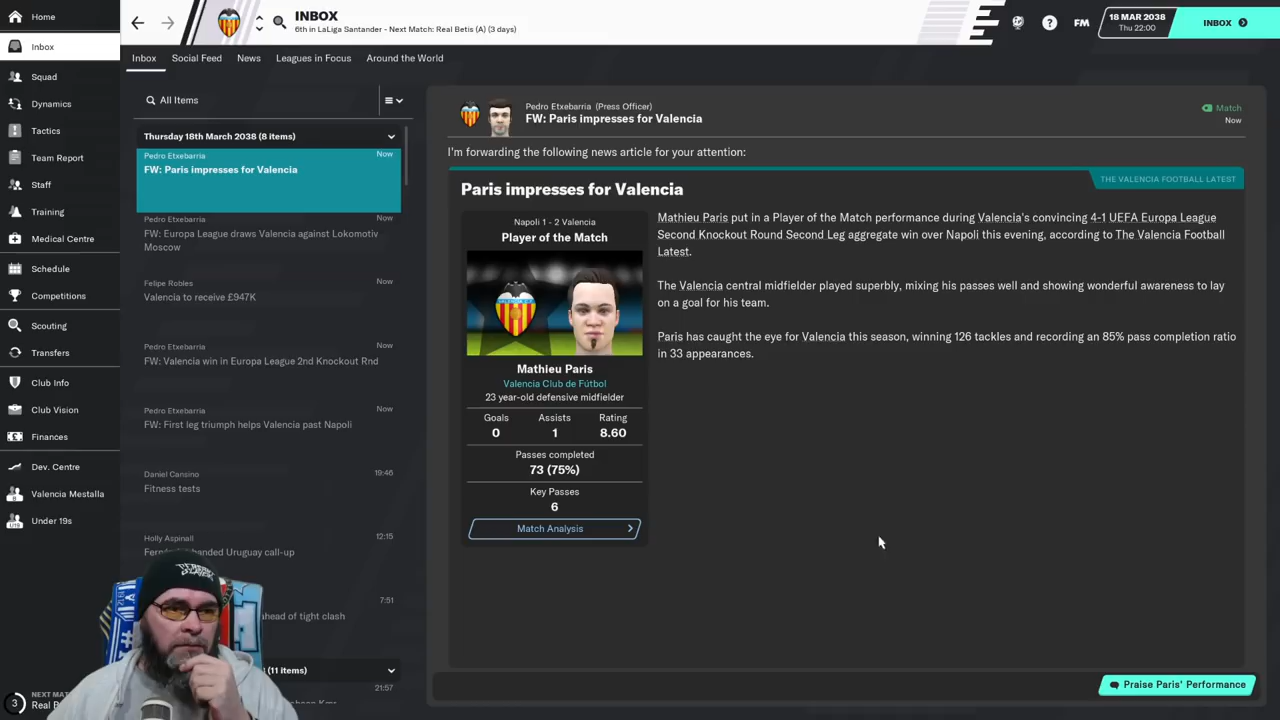 Home
Inbox
Squad
Dynamics
Tactics
Team Report
Staff
Training
Medical Centre
Schedule
Competitions
Scouting
Transfers
Club Info
Club Vision
Finances
Dev. Centre
Valencia Mestalla
Under 19s
3
NEXT
Real
INBOX
6th in LaLiga Santander - Next Match: Real Betis (A) (3 days)
FM
18 MAR 2038
Thu 22:00
INBOX
Inbox
Social Feed
News
Leagues in Focus
Around the World
All Items
Thursday 18th March 2038 (8 items)
Pedro Etxebarria
Now
FW: Paris impresses for Valencia
Pedro Etxebarria
Now
FW: Europa League draws Valencia against Lokomotiv
Moscow
Felipe Robles
Now
Valencia to receive £947K
Pedro Etxebarria
Now
FW: Valencia win in Europa League 2nd Knockout Rnd
Pedro Etxebarria
Now
FW: First leg triumph helps Valencia past Napoli
Daniel Cansino
19:46
Fitness tests
Holly Aspinall
12:15
handed Uruguay call-up
7:51
ahead of tight clash
(11 items)
21:57
Pedro Etxebarria (Press Officer)
FW: Paris impresses for Valencia
Match
Now
I'm forwarding the following news article for your attention:
THE VALENCIA FOOTBALL LATEST
Paris impresses for Valencia
Napoli 1 - 2 Valencia
Player of the Match
Mathieu Paris
Valencia Club de Fútbol
23 year-old defensive midfielder
Goals Assists Rating
0 1 8.60
Passes completed
73 (75%)
Key Passes
6
Match Analysis
Mathieu Paris put in a Player of the Match performance during Valencia's convincing 4-1 UEFA Europa League
Second Knockout Round Second Leg aggregate win over Napoli this evening, according to The Valencia Football
Latest.
The Valencia central midfielder played superbly, mixing his passes well and showing wonderful awareness to lay
on a goal for his team.
Paris has caught the eye for Valencia this season, winning 126 tackles and recording an 85% pass completion ratio
in 33 appearances.
Praise Paris' Performance